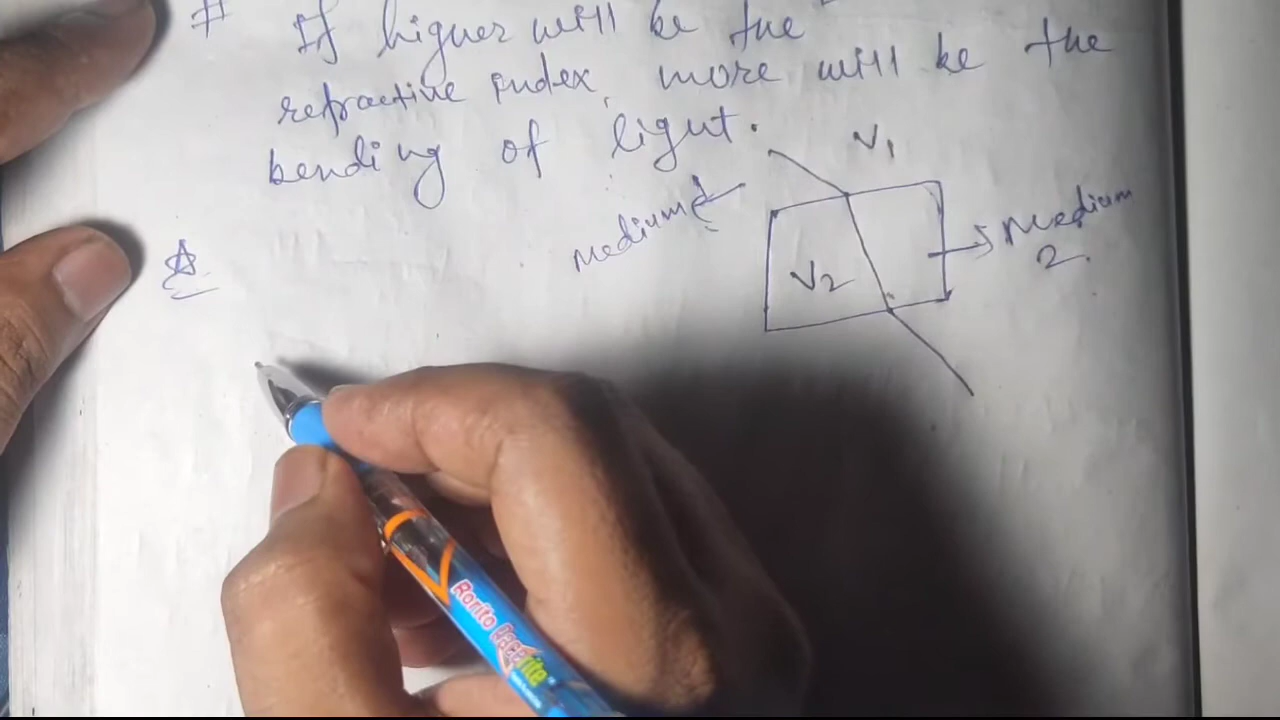 # If higher will be the
refractive index, more will be the
bending of light.
V1
medium 1
Medium
2.
V2
Rorito Lacerite